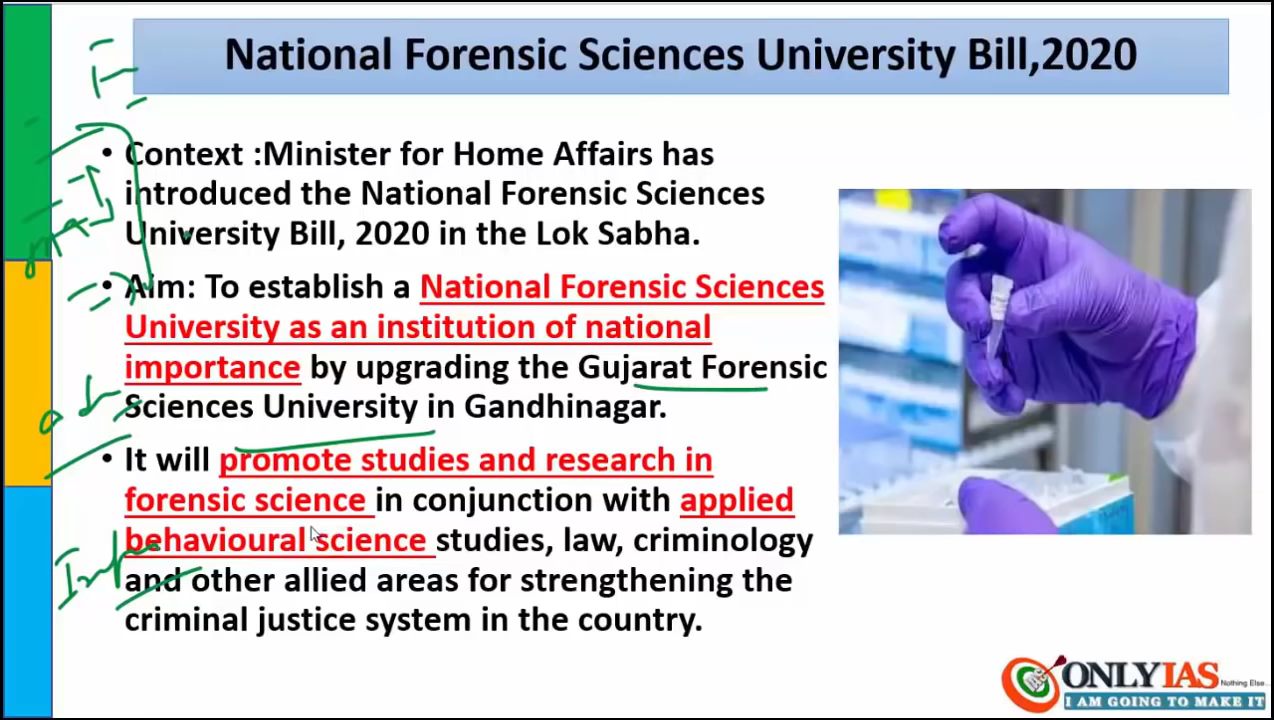 National Forensic Sciences University Bill,2020
• Context :Minister for Home Affairs has
introduced the National Forensic Sciences
University Bill, 2020 in the Lok Sabha.
• Aim: To establish a National Forensic Sciences
University as an institution of national
importance by upgrading the Gujarat Forensic
Sciences University in Gandhinagar.
• It will promote studies and research in
forensic science in conjunction with applied
behavioural science studies, law, criminology
and other allied areas for strengthening the
criminal justice system in the country.
ONLYIAS Nothing Else...
I AM GOING TO MAKE IT